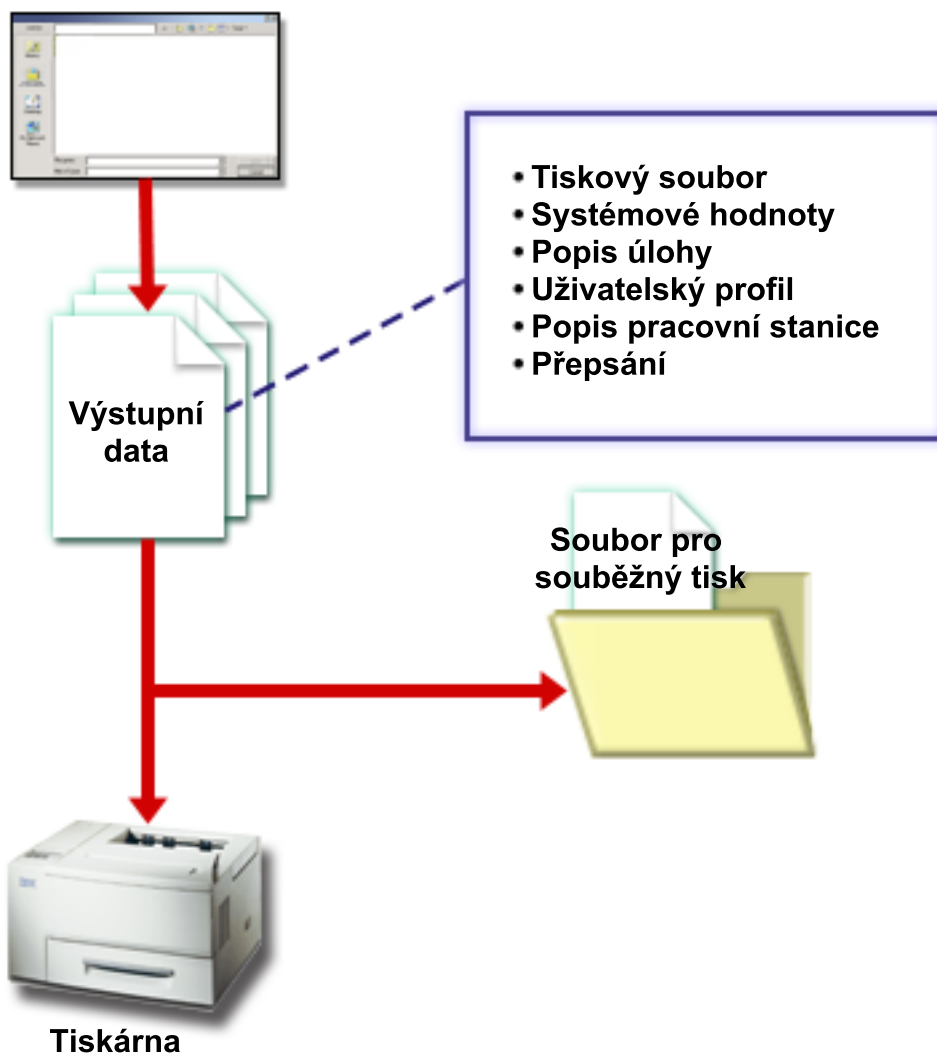 • Tiskový soubor
• Systémové hodnoty
• Popis úlohy
• Uživatelský profil
• Popis pracovní stanice
• Přepsání
Výstupní
data
Soubor pro
souběžný tisk
IBM
Tiskárna